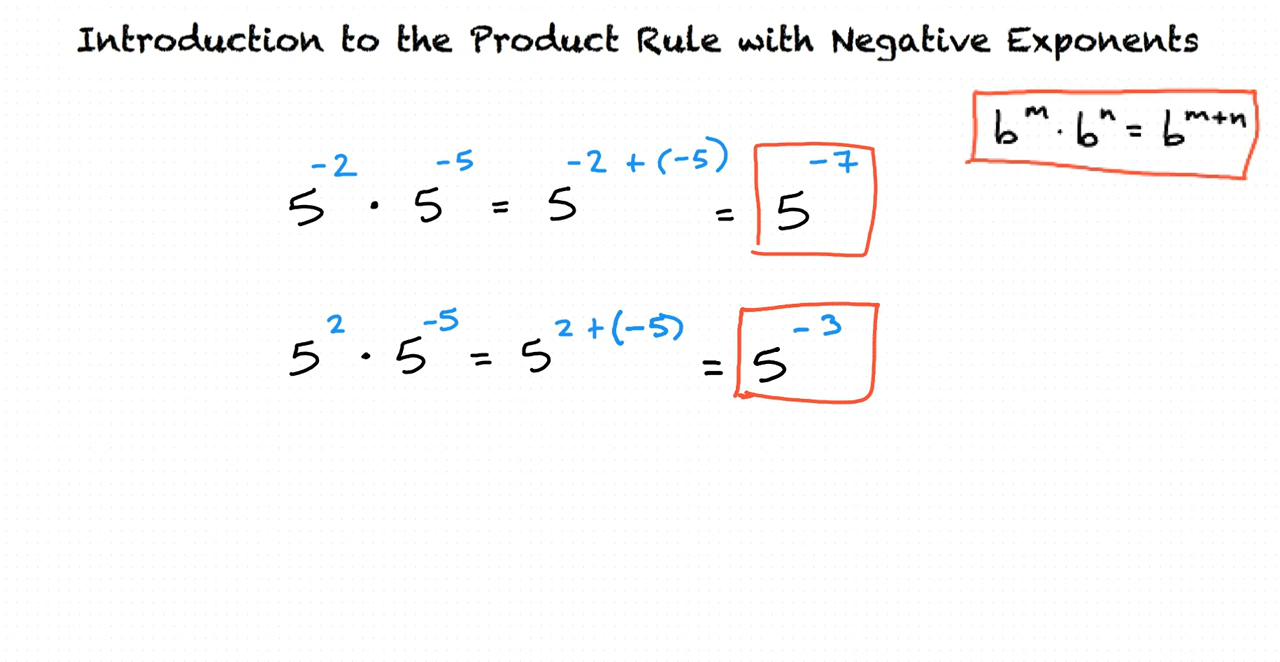 Introduction to the Product Rule with Negative Exponents
b^m · b^n = b^(m+n)
5^-2 · 5^-5 = 5^(-2 + (-5)) = 5^-7
5^2 · 5^-5 = 5^(2 + (-5)) = 5^-3